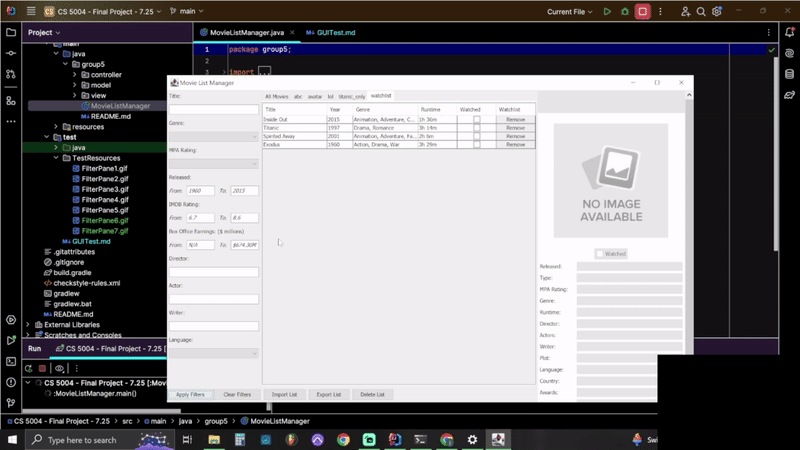 CS
CS 5004 - Final Project - 7.25
main
Current File
Project
MovieListManager.java
GUITest.md
main
java
group5
controller
model
view
MovieListManager
README.md
resources
test
java
TestResources
FilterPane1.gif
FilterPane2.gif
FilterPane3.gif
FilterPane4.gif
FilterPane5.gif
FilterPane6.gif
FilterPane7.gif
GUITest.md
.gitattributes
.gitignore
build.gradle
checkstyle-rules.xml
gradlew
gradlew.bat
README.md
External Libraries
Scratches and Consoles
1 package group5;
2
3 import ...
Movie List Manager
Title:
Genre:
MPA Rating:
Released:
From: 1960 To: 2015
IMDB Rating:
From: 6.7 To: 8.6
Box Office Earnings: ($ millions)
From: N/A To: $674.30M
Director:
Actor:
Writer:
Language:
Apply Filters Clear Filters Import List Export List Delete List
All Movies abc avatar lol titanic_only watchlist
Title Year Genre Runtime Watched Watchlist
Inside Out 2015 Animation, Adventure, C... 1h 30m Remove
Titanic 1997 Drama, Romance 3h 19m Remove
Spirited Away 2001 Animation, Adventure, Fa... 2h 6m Remove
Exodus 1960 Action, Drama, War 3h 29m Remove
NO IMAGE
AVAILABLE
Watched
Released:
Type:
MPA Rating:
Genre:
Runtime:
Director:
Actors:
Writer:
Plot:
Language:
Country:
Awards:
Run CS 5004 - Final Project - 7.25
CS 5004 - Final Project - 7.25 [:Movie
:MovieListManager.main()
CS 5004 - Final Project - 7.25 > src > main > java > group5 > MovieListManager
Type here to search